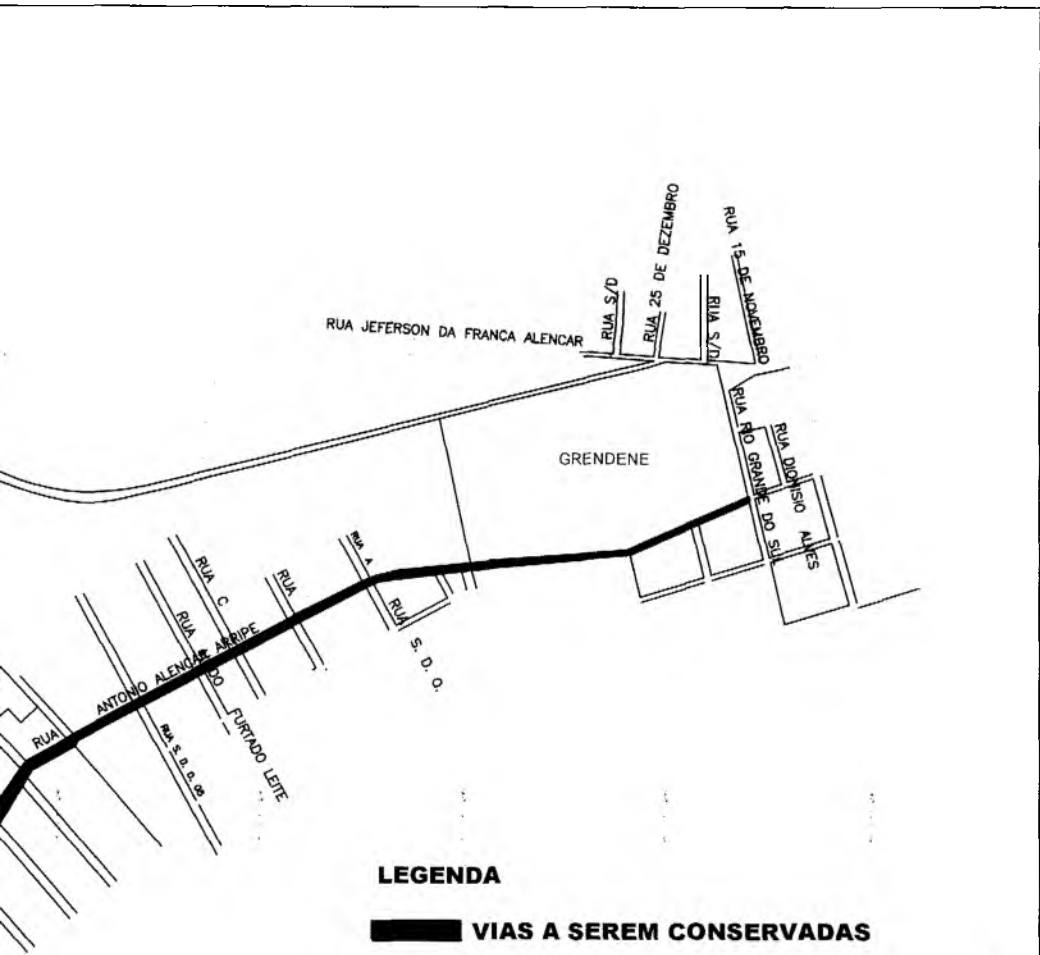 RUA 25 DE DEZEMBRO
RUA 15 DE NOVEMBRO
RUA S/D
RUA S/D
RUA JEFERSON DA FRANCA ALENCAR
RUA RIO GRANDE DO SUL
RUA DIONISIO ALVES
GRENDENE
RUA A
RUA C
RUA
RUA S. D. O.
RUA DO FURTADO LEITE
RUA ANTONIO ALENCAR ARRIPE
RUA S. D. O. 06
LEGENDA
VIAS A SEREM CONSERVADAS